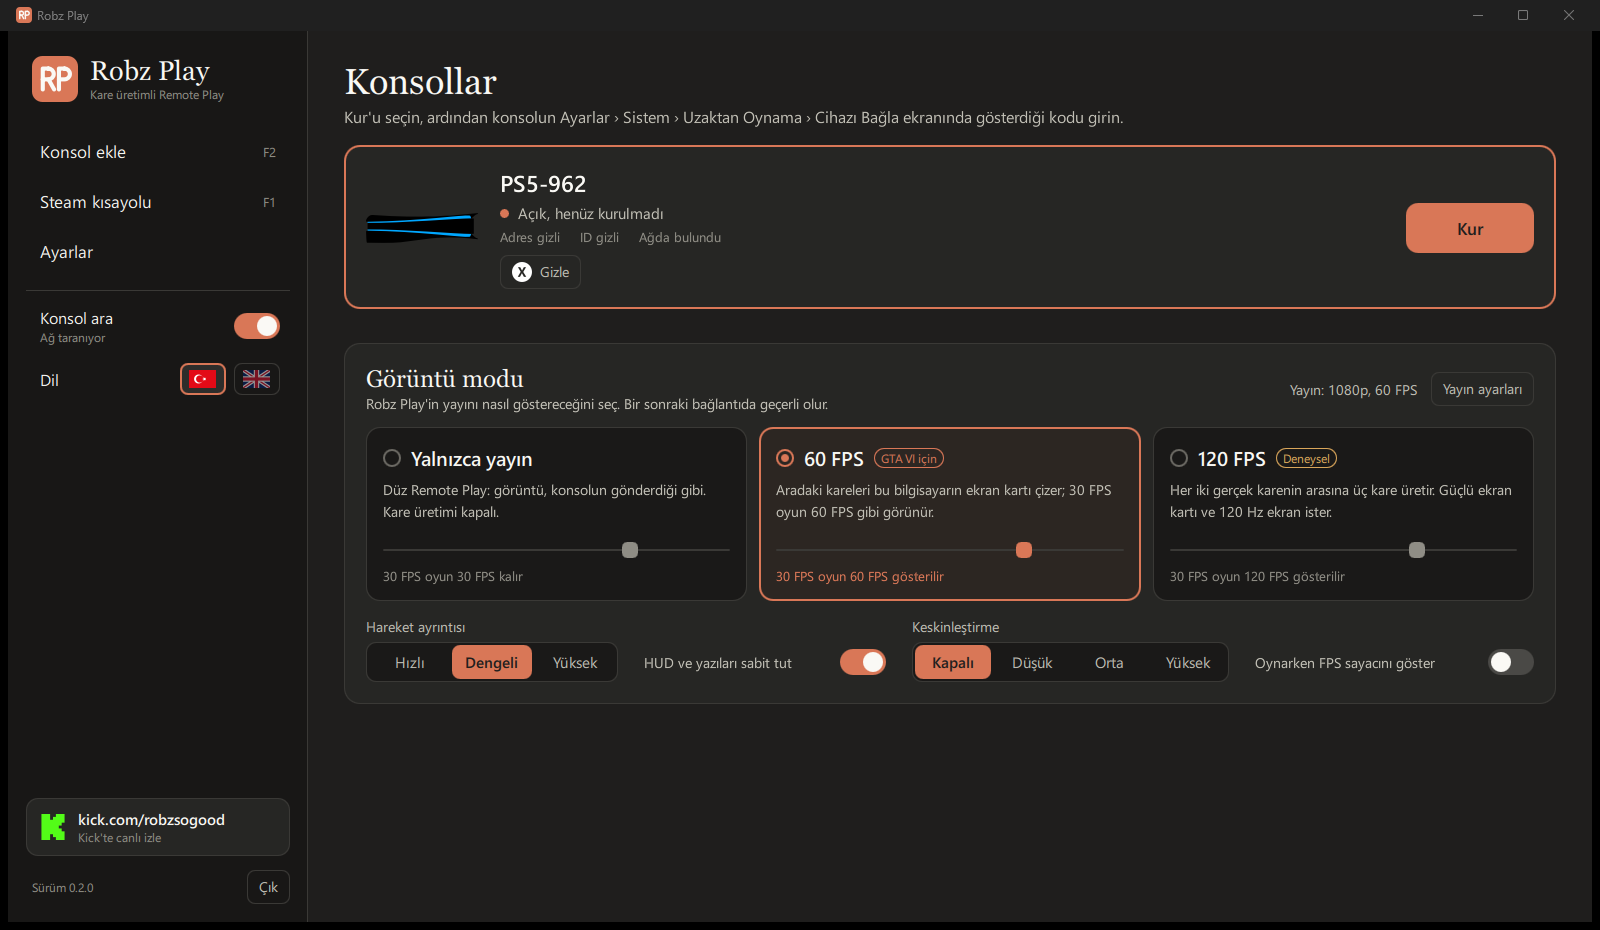 RP Robz Play
RP
Robz Play
Kare üretimli Remote Play
Konsol ekle F2
Steam kısayolu F1
Ayarlar
Konsol ara
Ağ taranıyor
Dil
kick.com/robzsogood
Kick'te canlı izle
Sürüm 0.2.0
Çık
Konsollar
Kur'u seçin, ardından konsolun Ayarlar › Sistem › Uzaktan Oynama › Cihazı Bağla ekranında gösterdiği kodu girin.
PS5-962
Açık, henüz kurulmadı
Adres gizli ID gizli Ağda bulundu
X Gizle
Kur
Görüntü modu
Robz Play'in yayını nasıl göstereceğini seç. Bir sonraki bağlantıda geçerli olur.
Yayın: 1080p, 60 FPS
Yayın ayarları
Yalnızca yayın
Düz Remote Play: görüntü, konsolun gönderdiği gibi.
Kare üretimi kapalı.
30 FPS oyun 30 FPS kalır
60 FPS GTA VI için
Aradaki kareleri bu bilgisayarın ekran kartı çizer; 30 FPS
oyun 60 FPS gibi görünür.
30 FPS oyun 60 FPS gösterilir
120 FPS Deneysel
Her iki gerçek karenin arasına üç kare üretir. Güçlü ekran
kartı ve 120 Hz ekran ister.
30 FPS oyun 120 FPS gösterilir
Hareket ayrıntısı
Hızlı Dengeli Yüksek
HUD ve yazıları sabit tut
Keskinleştirme
Kapalı Düşük Orta Yüksek
Oynarken FPS sayacını göster